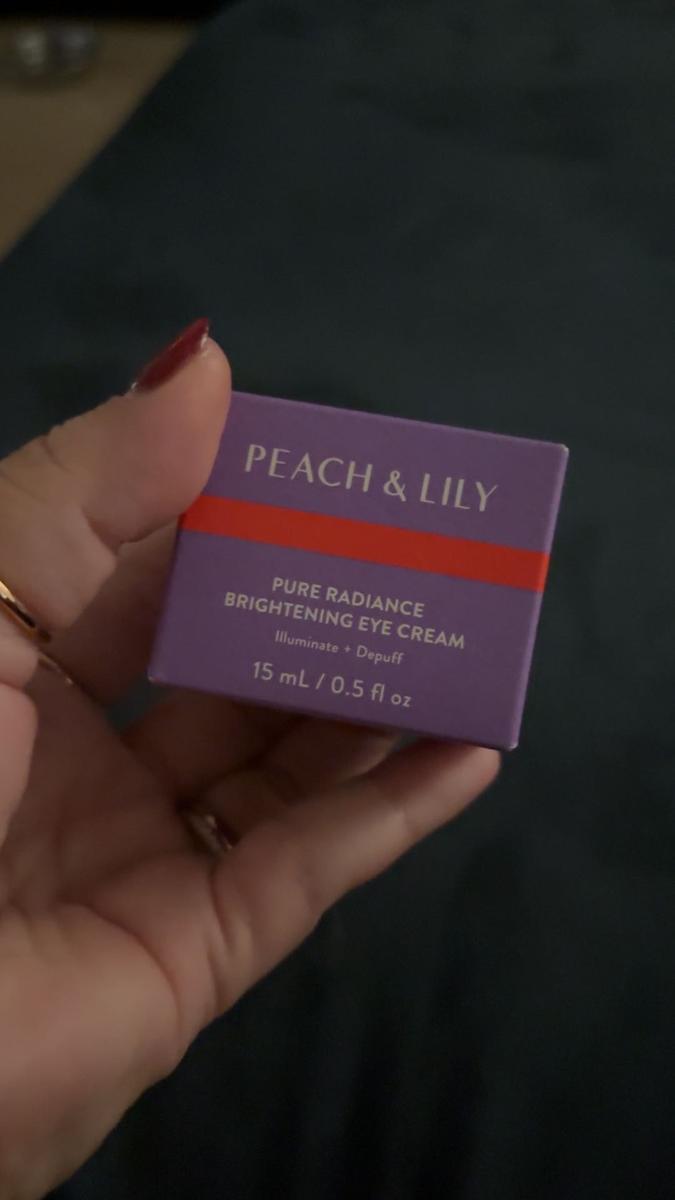 PEACH & LILY
PURE RADIANCE
BRIGHTENING EYE CREAM
Illuminate + Depuff
15 mL / 0.5 fl oz